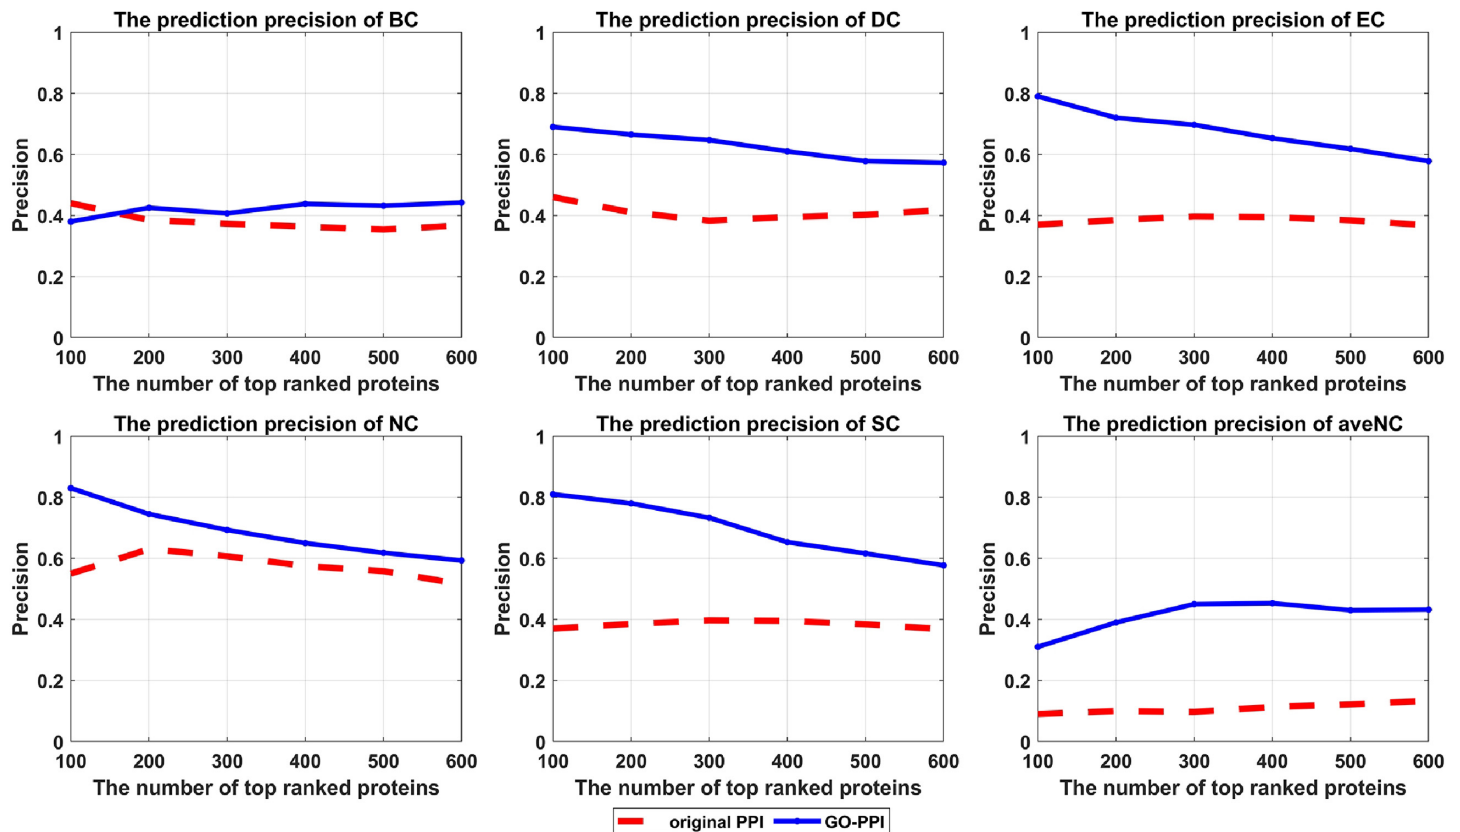 The prediction precision of BC
1
0.8
0.6
0.4
0.2
0
Precision
100 200 300 400 500 600
The number of top ranked proteins
The prediction precision of DC
1
0.8
0.6
0.4
0.2
0
Precision
100 200 300 400 500 600
The number of top ranked proteins
The prediction precision of EC
1
0.8
0.6
0.4
0.2
0
Precision
100 200 300 400 500 600
The number of top ranked proteins
The prediction precision of NC
1
0.8
0.6
0.4
0.2
0
Precision
100 200 300 400 500 600
The number of top ranked proteins
The prediction precision of SC
1
0.8
0.6
0.4
0.2
0
Precision
100 200 300 400 500 600
The number of top ranked proteins
The prediction precision of aveNC
1
0.8
0.6
0.4
0.2
0
Precision
100 200 300 400 500 600
The number of top ranked proteins
original PPI GO-PPI